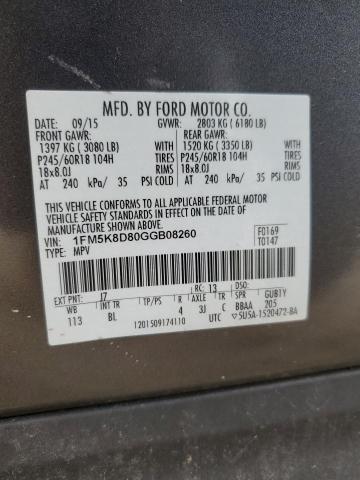 MFD. BY FORD MOTOR CO.
DATE: 09/15 GVWR: 2803 KG ( 6180 LB)
FRONT GAWR: REAR GAWR:
1397 KG ( 3080 LB) 1520 KG ( 3350 LB)
P245/60R18 104H TIRES P245/60R18 104H TIRES
18x8.0J RIMS 18x8.0J RIMS
AT 240 kPa/ 35 PSI COLD AT 240 kPa/ 35 PSI COLD
THIS VEHICLE CONFORMS TO ALL APPLICABLE FEDERAL MOTOR
VEHICLE SAFETY AND BUMPER STANDARDS IN EFFECT ON THE DATE
OF MANUFACTURE SHOWN ABOVE.
VIN: 1FM5K8D80GGB08260 F0169
TYPE: MPV T0147
EXT PNT: J7 RC: 13 DSO:
WB INT TR TP/PS R AXLE TR SPR GUB1Y
113 BL 4 3J C BBAA 205
1201509174110 UTC ▽5U5A-1520472-BA